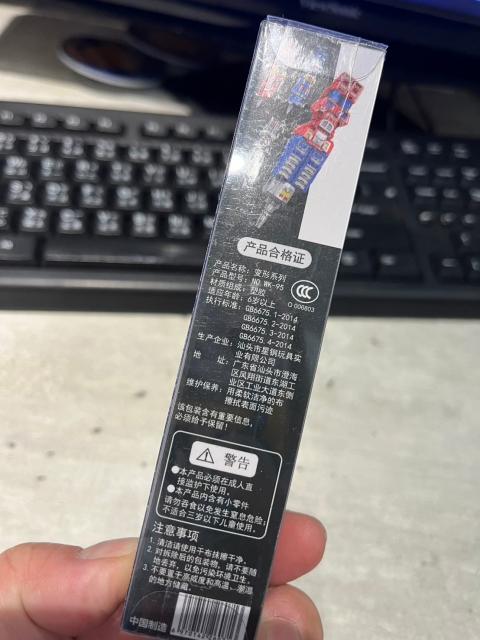 产品合格证
产品名称: 变形系列
产品型号: NO.WK-95
材质组成: 塑胶
适应年龄: 6岁以上
执行标准: GB6675.1-2014
GB6675.2-2014
GB6675.3-2014
GB6675.4-2014
CCC
O 006803
生产企业: 汕头市星钢玩具实
业有限公司
地 址: 广东省汕头市澄海
区凤翔街道东湖工
业区工业大道东侧
维护保养: 用柔软洁净的布
擦拭表面污迹
该包装含有重要信息,
必须给予保留!
警告
●本产品必须在成人直
接监护下使用。
●本产品内含有小零件
请勿吞食以免发生窒息危险;
不适合三岁以下儿童使用.
注意事项
1. 清洁请使用干布抹擦干净。
2. 对拆除后的包装物, 请不要随
地丢弃, 以免污染环境卫生。
3. 不要置于高威度和高温、潮湿
的地方储藏。
中国制造